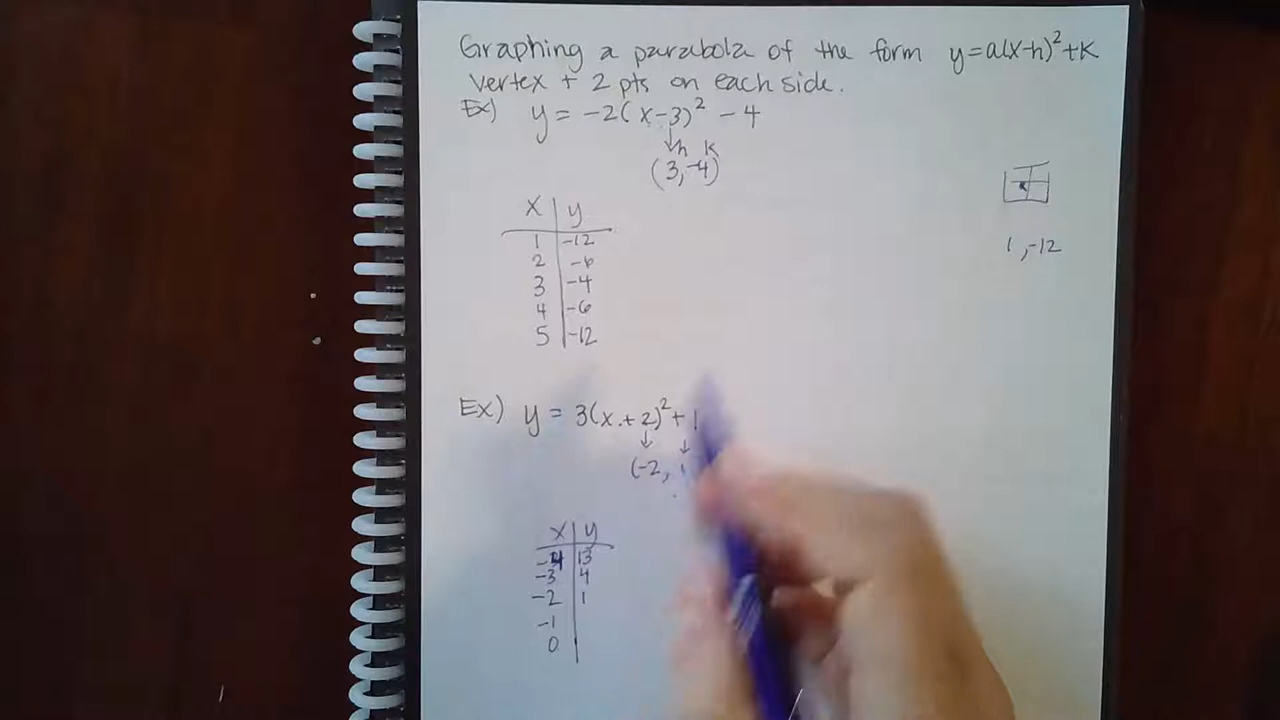 Graphing a parabola of the form y=a(x-h)²+k
vertex + 2 pts on each side.
Ex) y = -2(x-3)² - 4
h k
(3,-4)
x y
1 -12
2 -6
3 -4
4 -6
5 -12
1,-12
Ex) y = 3(x+2)²+1
(-2, 1
x y
-4 13
-3 4
-2 1
-1
0